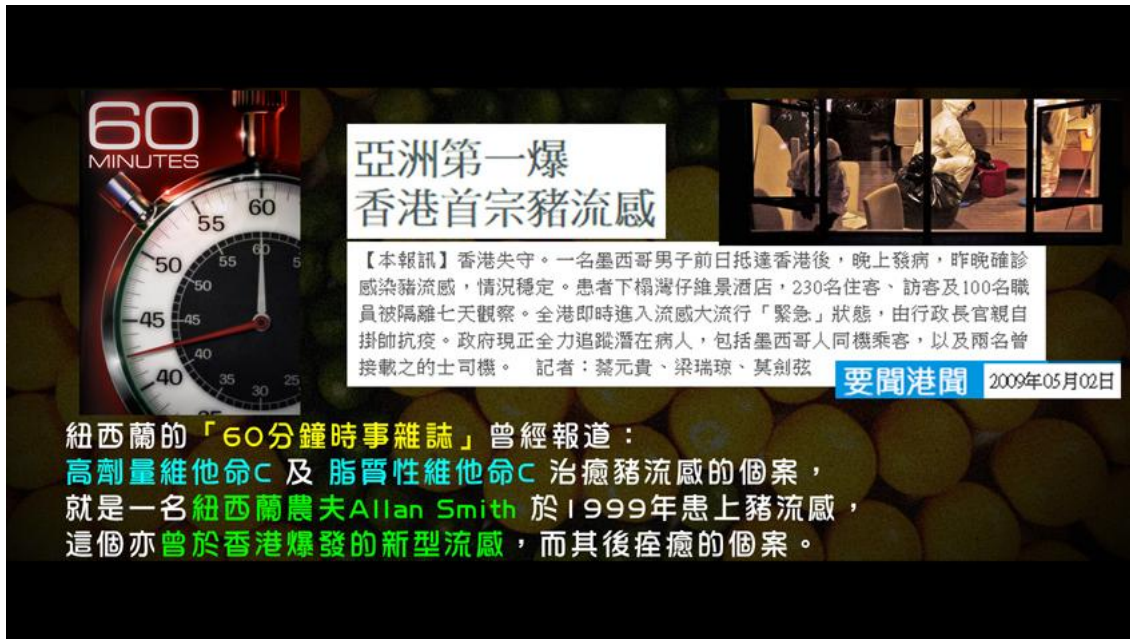 60
MINUTES
60
55
50
45
40
35
60
55
5
50
45
40
35
30
25
亞洲第一爆
香港首宗豬流感
【本報訊】香港失守。一名墨西哥男子前日抵達香港後，晚上發病，昨晚確診
感染豬流感，情況穩定。患者下榻灣仔維景酒店，230名住客、訪客及100名職
員被隔離七天觀察。全港即時進入流感大流行「緊急」狀態，由行政長官親自
掛帥抗疫。政府現正全力追蹤潛在病人，包括墨西哥人同機乘客，以及兩名曾
接載之的士司機。 記者：蔡元貴、梁瑞琼、莫劍弦
要聞港聞 2009年05月02日
紐西蘭的「60分鐘時事雜誌」曾經報道：
高劑量維他命C 及 脂質性維他命C 治癒豬流感的個案，
就是一名紐西蘭農夫Allan Smith 於1999年患上豬流感，
這個亦曾於香港爆發的新型流感，而其後痊癒的個案。